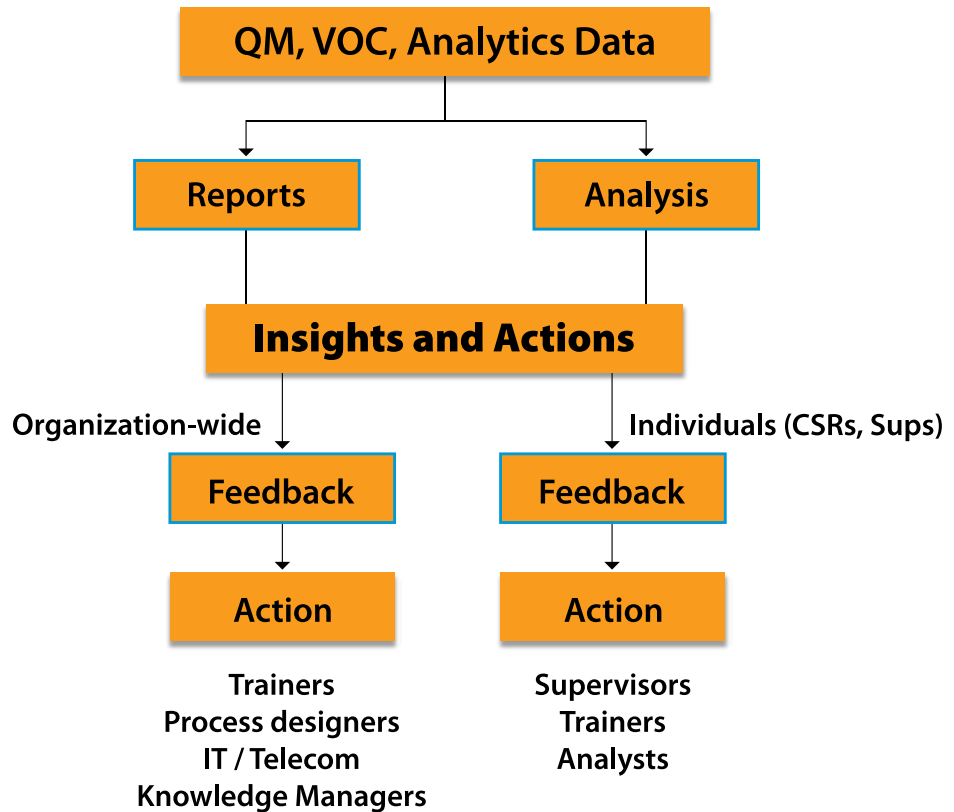 QM, VOC, Analytics Data
Reports
Analysis
Insights and Actions
Organization-wide
Individuals (CSRs, Sups)
Feedback
Feedback
Action
Action
Trainers
Process designers
IT / Telecom
Knowledge Managers
Supervisors
Trainers
Analysts